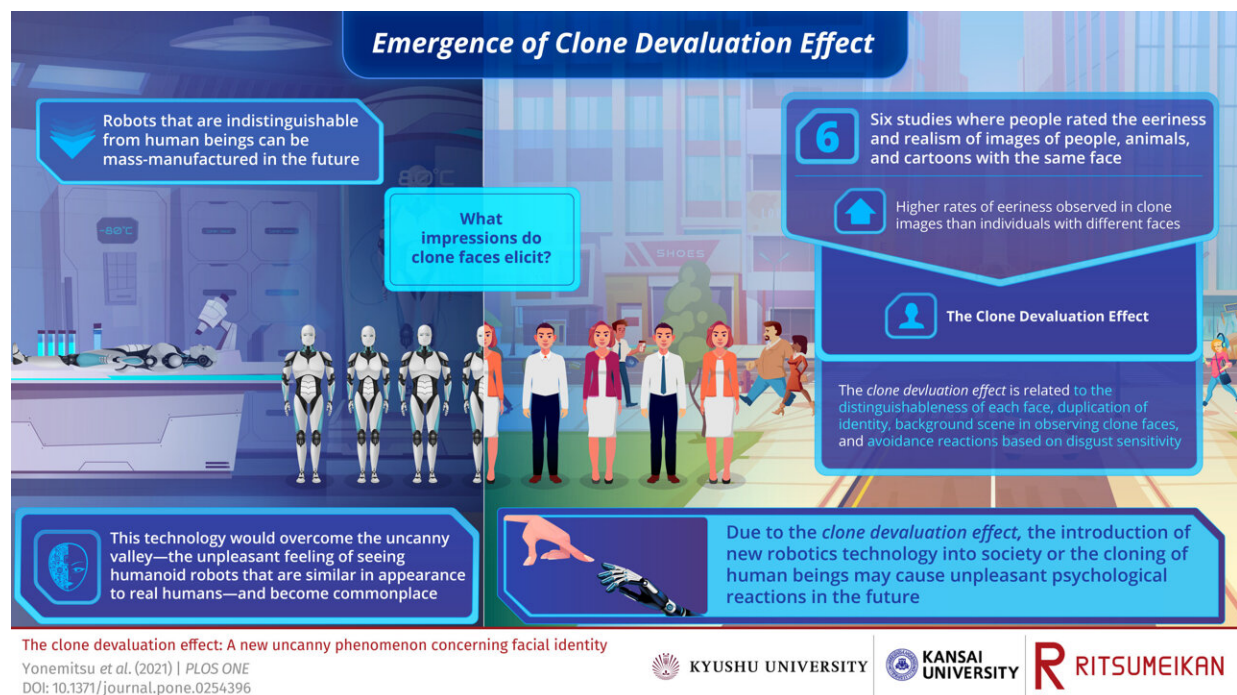 Emergence of Clone Devaluation Effect
Robots that are indistinguishable
from human beings can be
mass-manufactured in the future
What
impressions do
clone faces elicit?
6
Six studies where people rated the eeriness
and realism of images of people, animals,
and cartoons with the same face
Higher rates of eeriness observed in clone
images than individuals with different faces
The Clone Devaluation Effect
The clone devluation effect is related to the
distinguishableness of each face, duplication of
identity, background scene in observing clone faces,
and avoidance reactions based on disgust sensitivity
80°C
-80°C
SHOES
This technology would overcome the uncanny
valley—the unpleasant feeling of seeing
humanoid robots that are similar in appearance
to real humans—and become commonplace
Due to the clone devaluation effect, the introduction of
new robotics technology into society or the cloning of
human beings may cause unpleasant psychological
reactions in the future
The clone devaluation effect: A new uncanny phenomenon concerning facial identity
Yonemitsu et al. (2021) | PLOS ONE
DOI: 10.1371/journal.pone.0254396
KYUSHU UNIVERSITY
KANSAI
UNIVERSITY
R RITSUMEIKAN